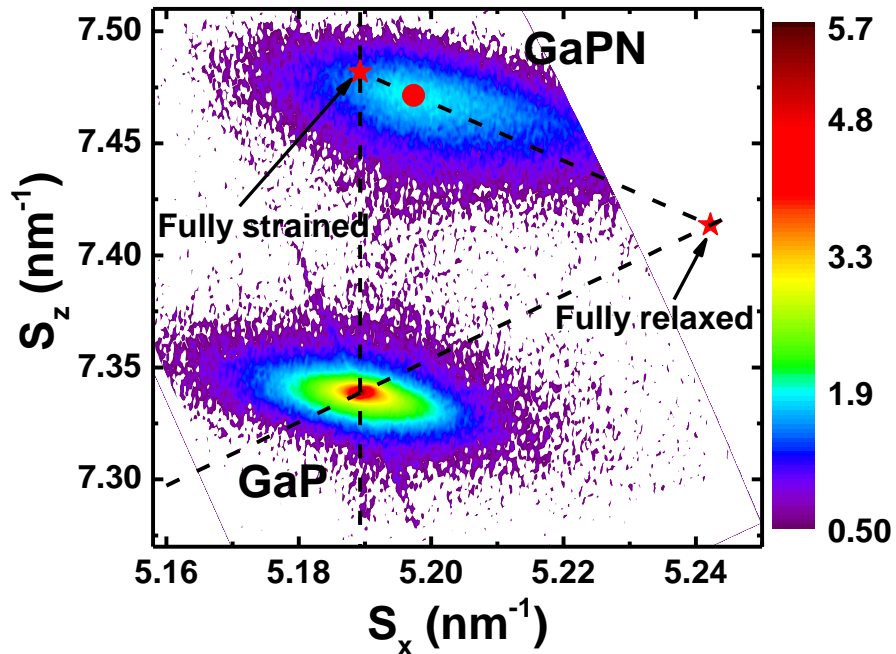 7.50
7.45
7.40
7.35
7.30
S_z (nm⁻¹)
GaPN
Fully strained
Fully relaxed
GaP
5.16 5.18 5.20 5.22 5.24
S_x (nm⁻¹)
5.7
4.8
3.3
1.9
0.50